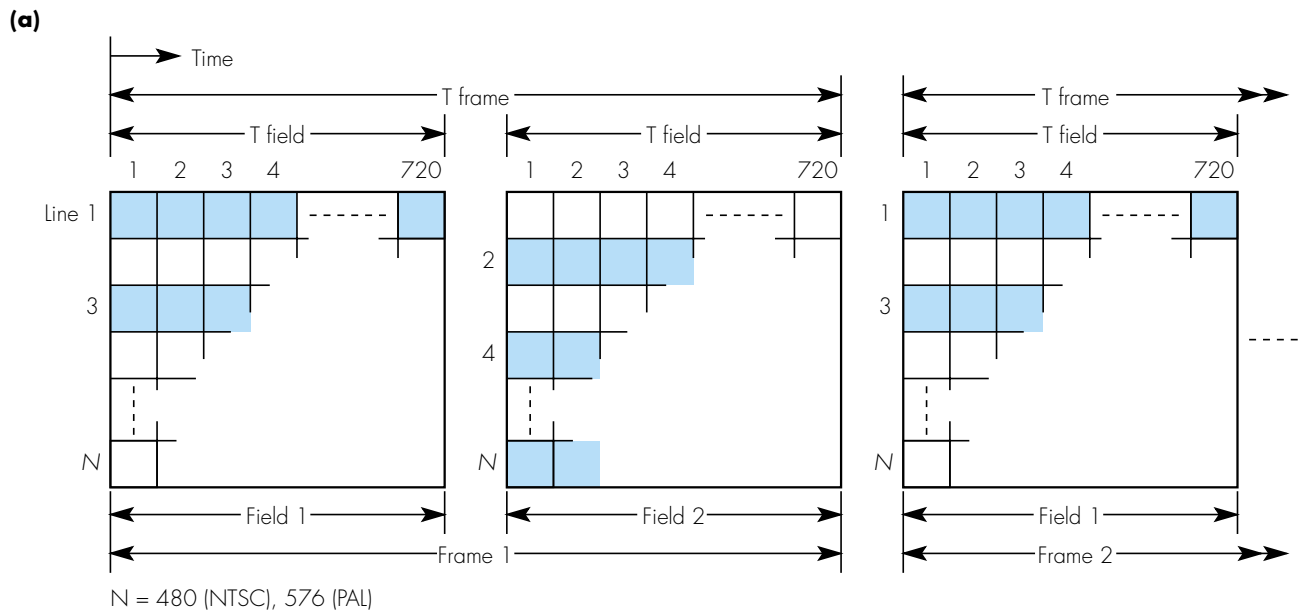 (a)
Time
T frame T frame
T field T field T field
1 2 3 4 720 1 2 3 4 720 1 2 3 4 720
Line 1 1
2
3 3
4
N N N
Field 1 Field 2 Field 1
Frame 1 Frame 2
N = 480 (NTSC), 576 (PAL)